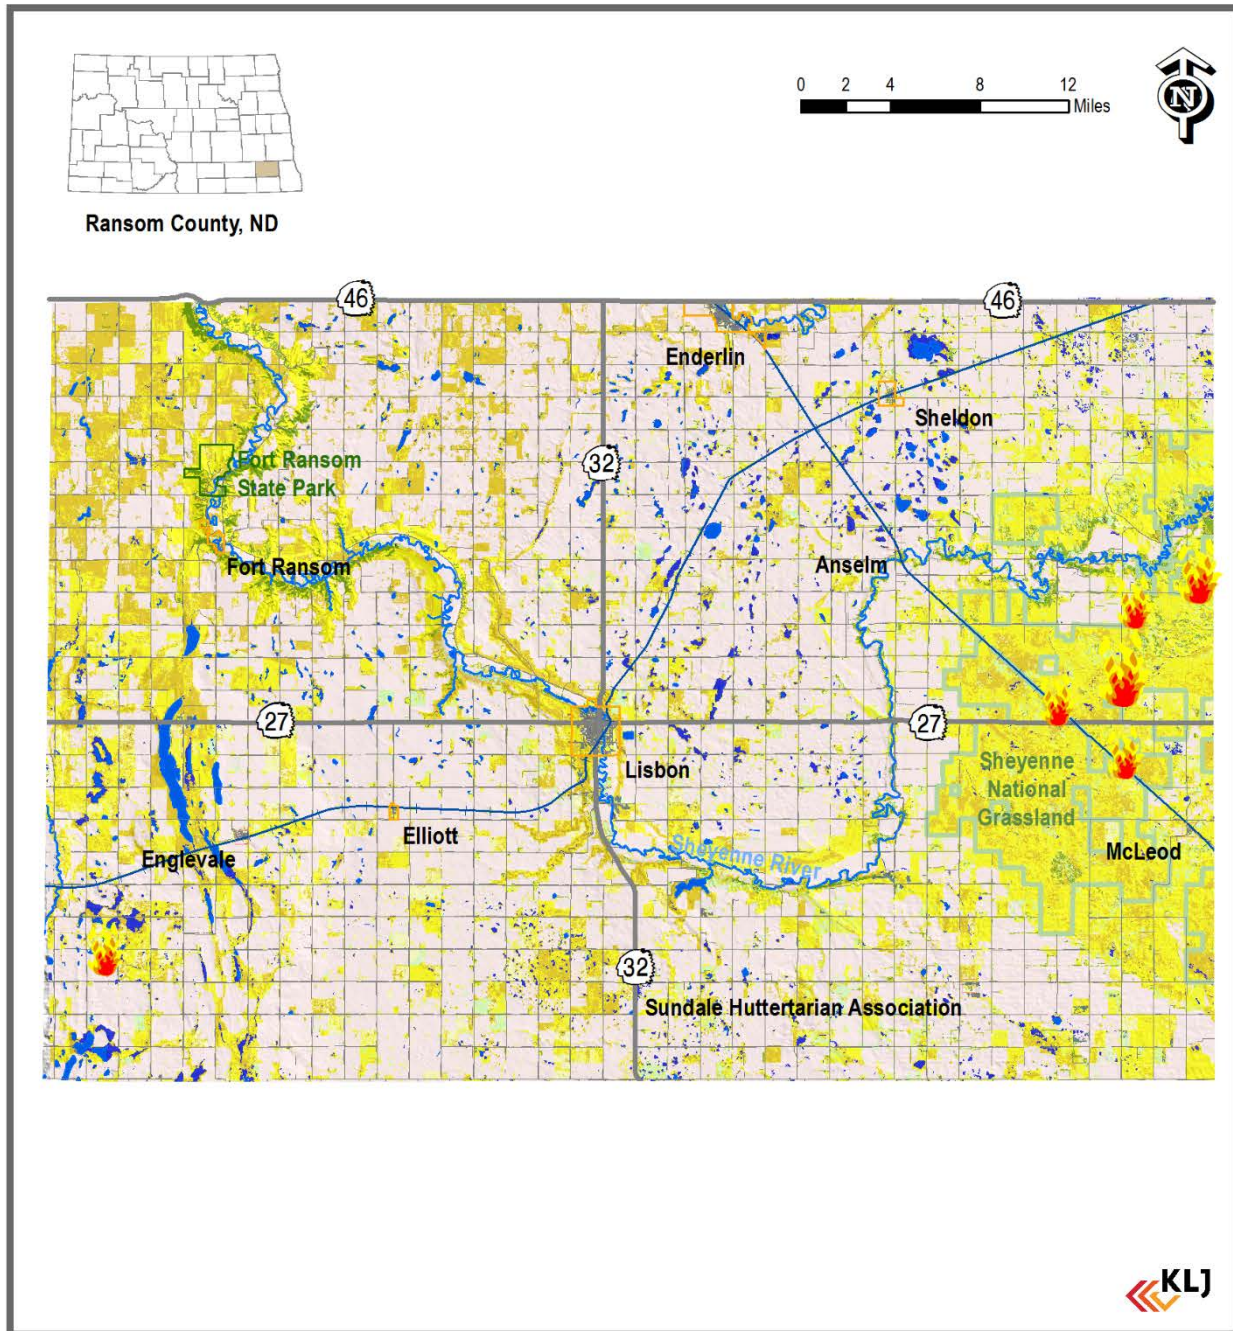 0 2 4 8 12
Miles
N
Ransom County, ND
46
46
Enderlin
Sheldon
32
Fort Ransom
State Park
Anselm
Fort Ransom
27
27
Lisbon
Sheyenne
National
Grassland
Elliott
Sheyenne River
McLeod
Englevale
32
Sundale Huttertarian Association
KLJ